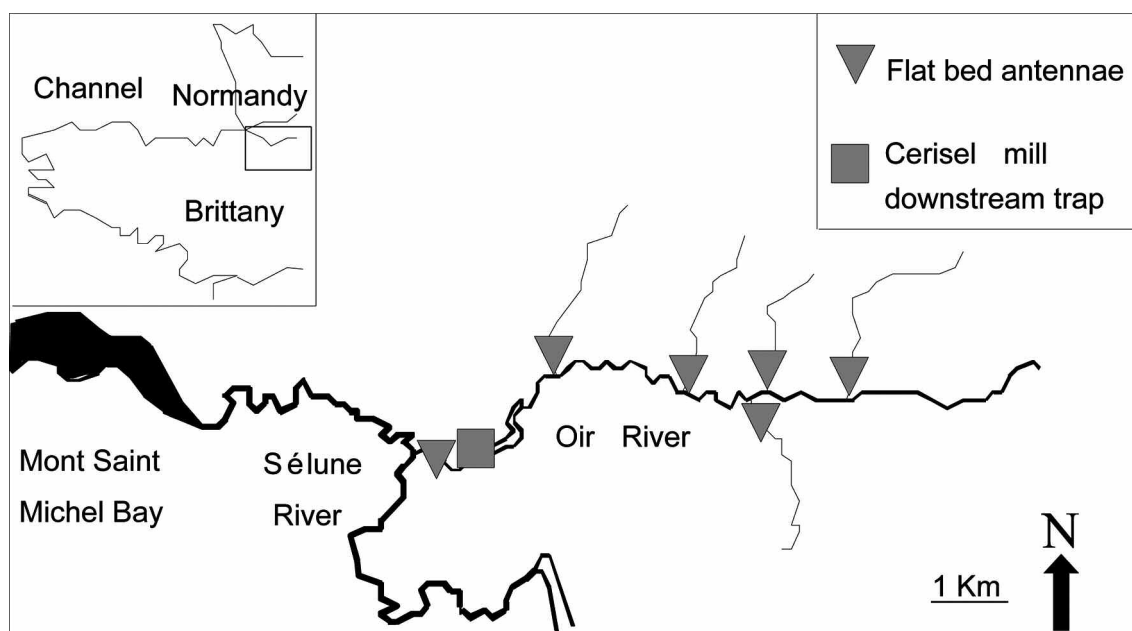 Channel Normandy
Brittany
Flat bed antennae
Cerisel mill
downstream trap
Oir River
Mont Saint
Michel Bay
Sélune
River
N
1 Km